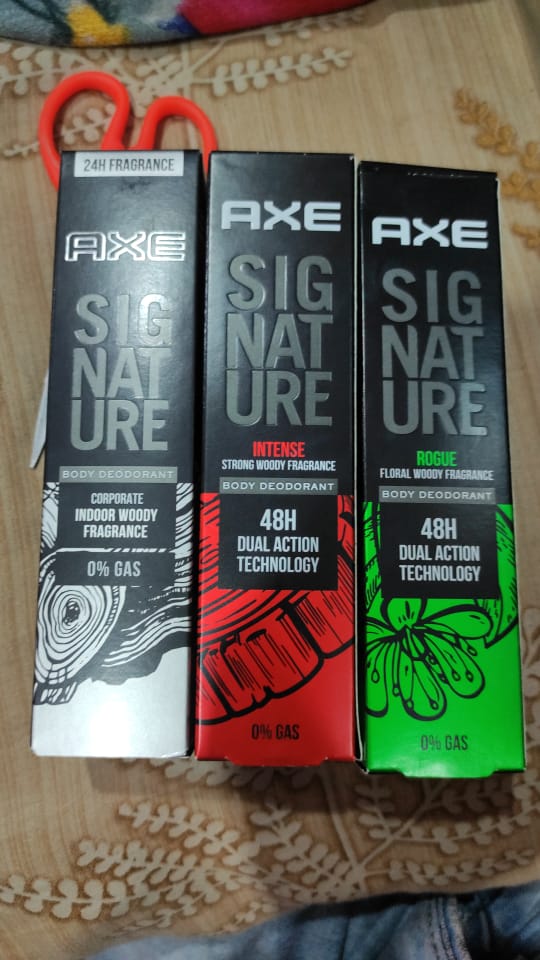 24H FRAGRANCE
AXE
SIG
NAT
URE
BODY DEODORANT
CORPORATE
INDOOR WOODY
FRAGRANCE
0% GAS
AXE
SIG
NAT
URE
INTENSE
STRONG WOODY FRAGRANCE
BODY DEODORANT
48H
DUAL ACTION
TECHNOLOGY
0% GAS
AXE
SIG
NAT
URE
ROGUE
FLORAL WOODY FRAGRANCE
BODY DEODORANT
48H
DUAL ACTION
TECHNOLOGY
0% GAS